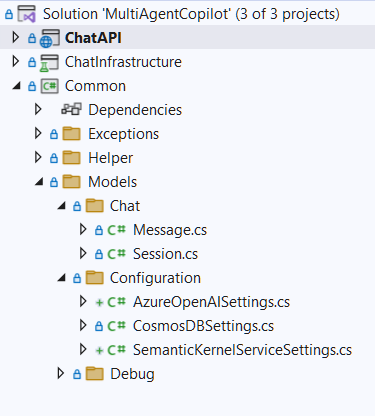 Solution 'MultiAgentCopilot' (3 of 3 projects)
ChatAPI
ChatInfrastructure
C# Common
Dependencies
Exceptions
Helper
Models
Chat
C# Message.cs
C# Session.cs
Configuration
+ C# AzureOpenAISettings.cs
C# CosmosDBSettings.cs
+ C# SemanticKernelServiceSettings.cs
Debug